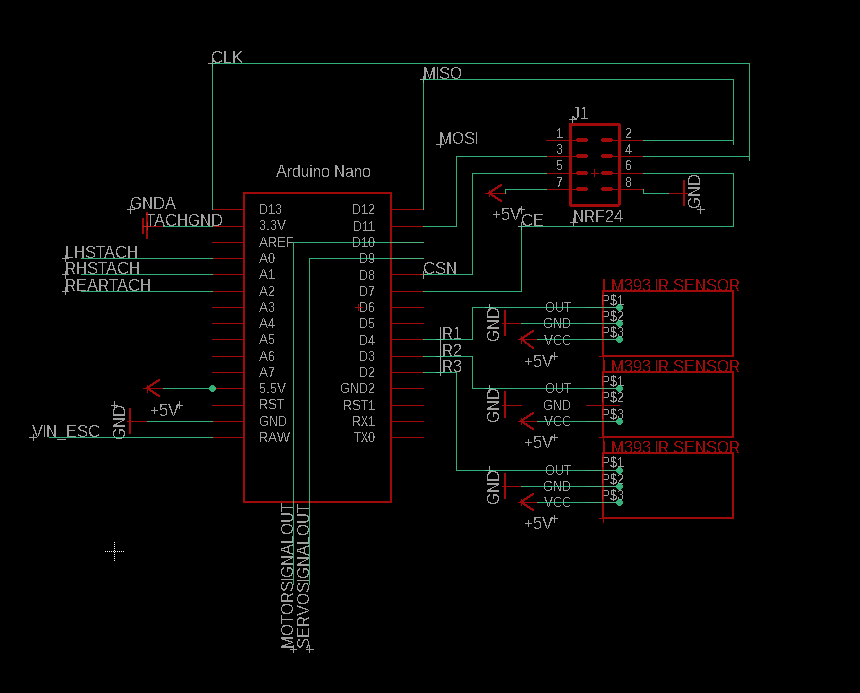 CLK
MISO
J1
MOSI
1 2
3 4
5 6
7 8
GND
+5V
CE
NRF24
Arduino Nano
GNDA
TACHGND
LHSTACH
RHSTACH
REARTACH
+5V
GND
VIN_ESC
D13 D12
3.3V D11
AREF D10
A0 D9
A1 D8
A2 D7
A3 D6
A4 D5
A5 D4
A6 D3
A7 D2
5.5V GND2
RST RST1
GND RX1
RAW TX0
CSN
IR1
IR2
IR3
MOTORSIGNALOUT
SERVOSIGNALOUT
LM393 IR SENSOR
OUT P$1
GND P$2
VCC P$3
GND
+5V
LM393 IR SENSOR
OUT P$1
GND P$2
VCC P$3
GND
+5V
LM393 IR SENSOR
OUT P$1
GND P$2
VCC P$3
GND
+5V